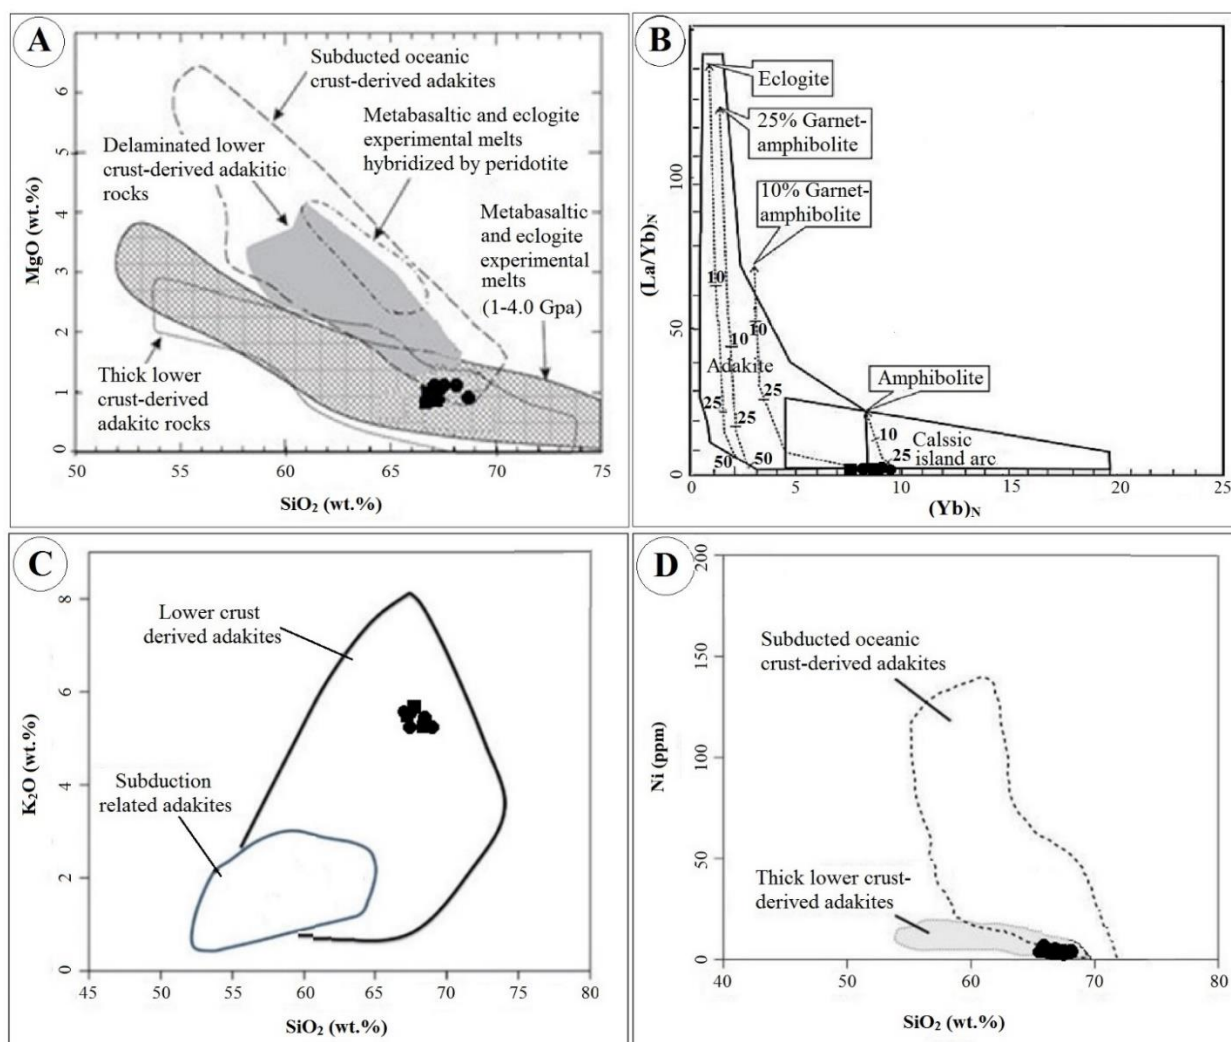 A
Subducted oceanic
crust-derived adakites
Metabasaltic and eclogite
experimental melts
hybridized by peridotite
Delaminated lower
crust-derived adakitic
rocks
Metabasaltic
and eclogite
experimental
melts
(1-4.0 Gpa)
Thick lower
crust-derived
adakitc rocks
MgO (wt.%)
6
5
4
3
2
1
0
50
55
60
65
70
75
SiO₂ (wt.%)
B
Eclogite
25% Garnet-
amphibolite
10% Garnet-
amphibolite
(La/Yb)N
100
50
0
10
10
10
Adakite
Amphibolite
25
25
25
10
Calssic
island arc
25
50
50
0
5
10
15
20
25
(Yb)N
C
Lower crust
derived adakites
Subduction
related adakites
K₂O (wt.%)
8
6
4
2
0
45
50
55
60
65
70
75
80
SiO₂ (wt.%)
D
Subducted oceanic
crust-derived adakites
Thick lower crust-
derived adakites
Ni (ppm)
200
150
100
50
0
40
50
60
70
80
SiO₂ (wt.%)